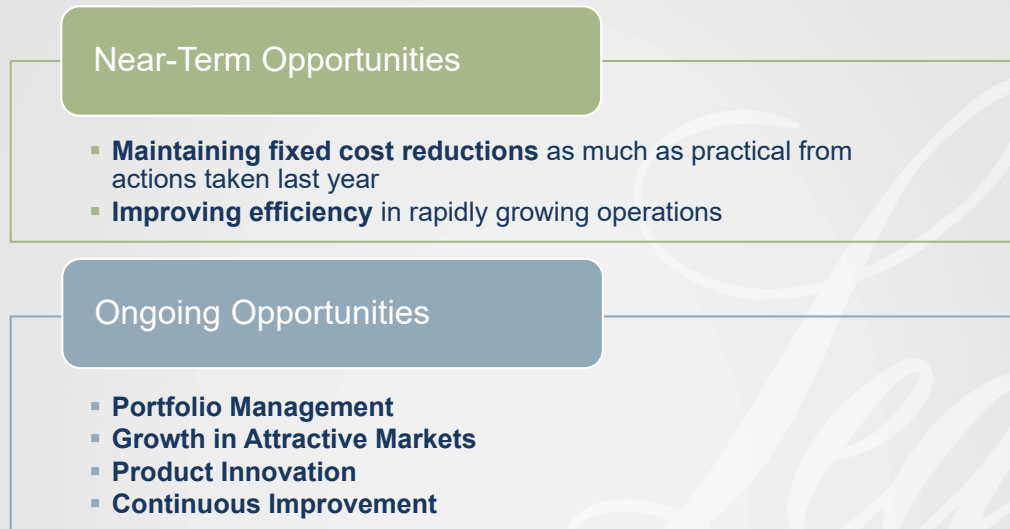 Near-Term Opportunities
▪ Maintaining fixed cost reductions as much as practical from
actions taken last year
▪ Improving efficiency in rapidly growing operations
Ongoing Opportunities
▪ Portfolio Management
▪ Growth in Attractive Markets
▪ Product Innovation
▪ Continuous Improvement